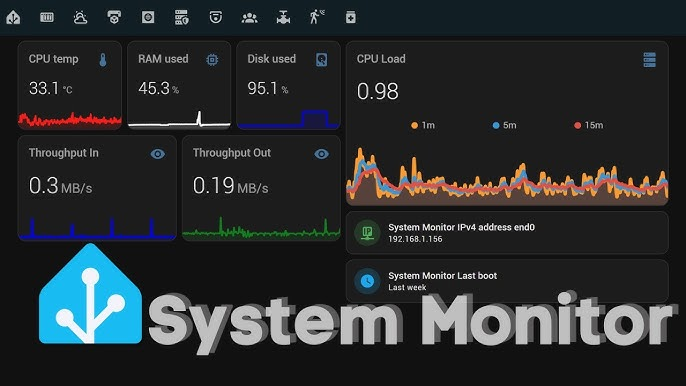 CPU temp
33.1 °C
RAM used
45.3 %
Disk used
95.1 %
Throughput In
0.3 MB/s
Throughput Out
0.19 MB/s
CPU Load
0.98
1m 5m 15m
System Monitor IPv4 address end0
192.168.1.156
System Monitor Last boot
Last week
System Monitor